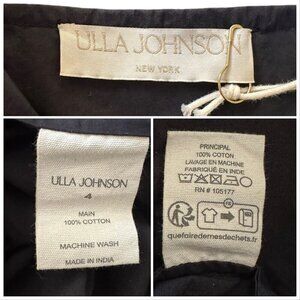 ULLA JOHNSON
NEW YORK
ULLA JOHNSON
4
MAIN
100% COTTON
MACHINE WASH
MADE IN INDIA
PRINCIPAL
100% COTTON
LAVAGE EN MACHINE
FABRIQUÉ EN INDE
RN # 105177
FR
quefairedemesdechets.fr